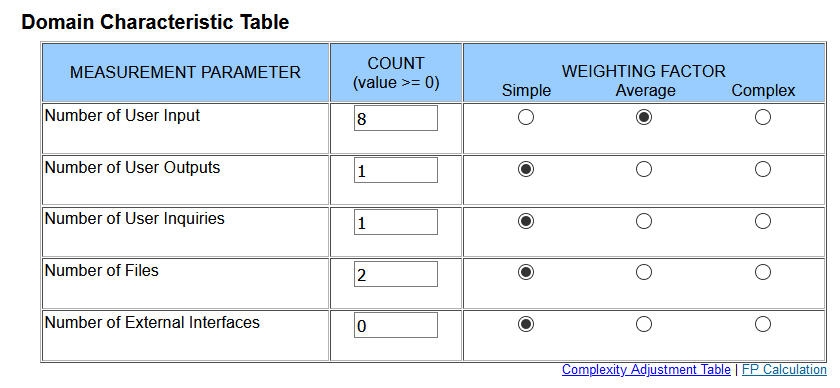 Domain Characteristic Table
MEASUREMENT PARAMETER
COUNT
(value >= 0)
WEIGHTING FACTOR
Simple Average Complex
Number of User Input 8
Number of User Outputs 1
Number of User Inquiries 1
Number of Files 2
Number of External Interfaces 0
Complexity Adjustment Table | FP Calculation